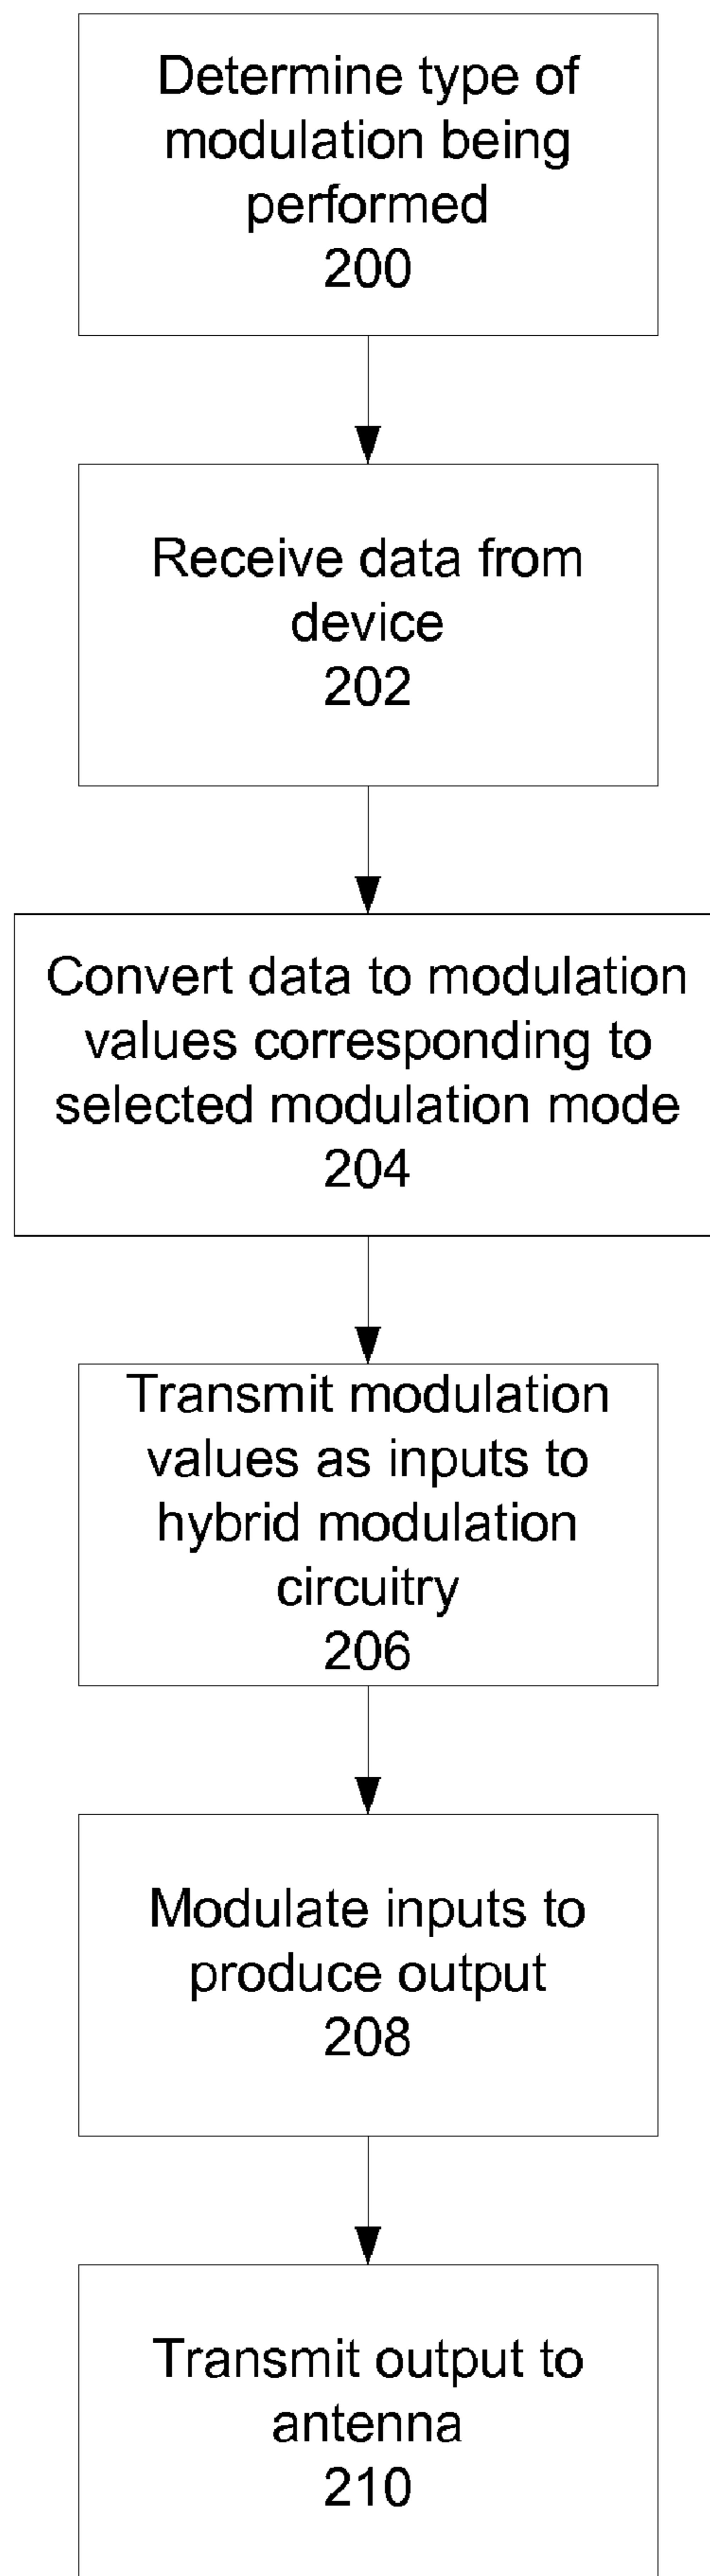 Determine type of
modulation being
performed
200
Receive data from
device
202
Convert data to modulation
values corresponding to
selected modulation mode
204
Transmit modulation
values as inputs to
hybrid modulation
circuitry
206
Modulate inputs to
produce output
208
Transmit output to
antenna
210